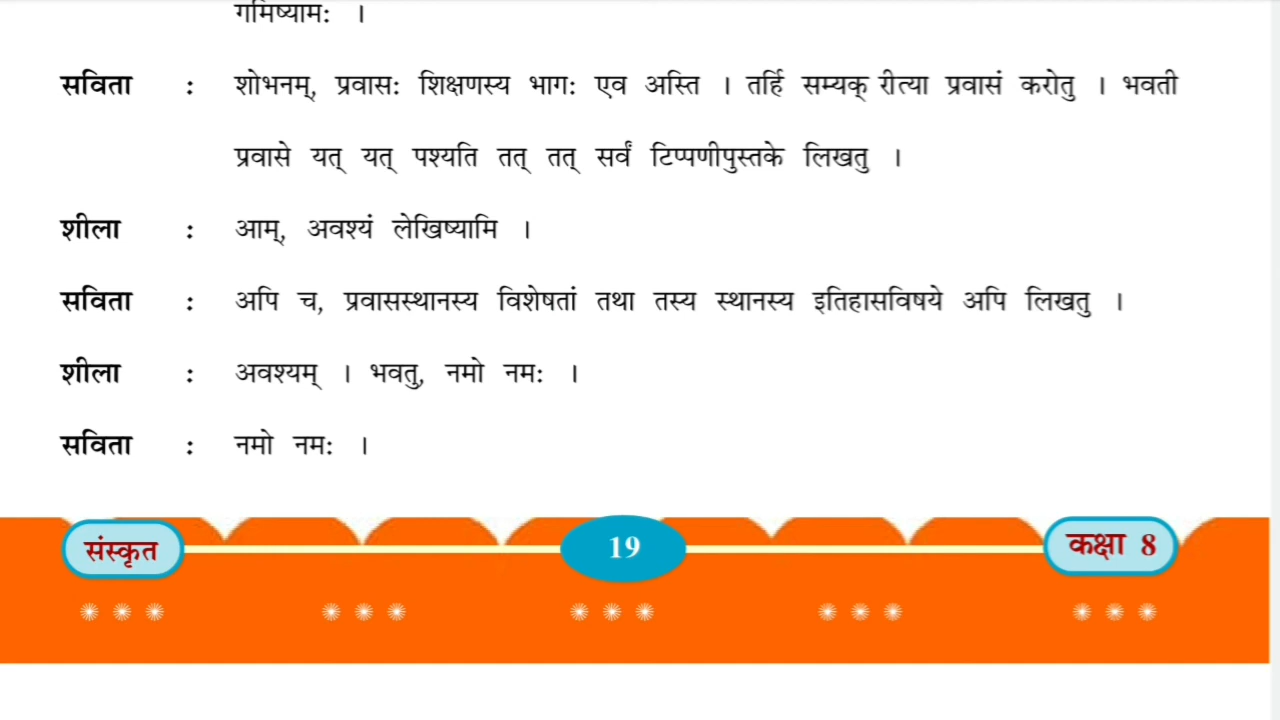 गमिष्यामः ।
सविता : शोभनम्, प्रवासः शिक्षणस्य भागः एव अस्ति । तर्हि सम्यक् रीत्या प्रवासं करोतु । भवती
प्रवासे यत् यत् पश्यति तत् तत् सर्वं टिप्पणीपुस्तके लिखतु ।
शीला : आम्, अवश्यं लेखिष्यामि ।
सविता : अपि च, प्रवासस्थानस्य विशेषतां तथा तस्य स्थानस्य इतिहासविषये अपि लिखतु ।
शीला : अवश्यम् । भवतु, नमो नमः ।
सविता : नमो नमः ।
संस्कृत 19 कक्षा 8